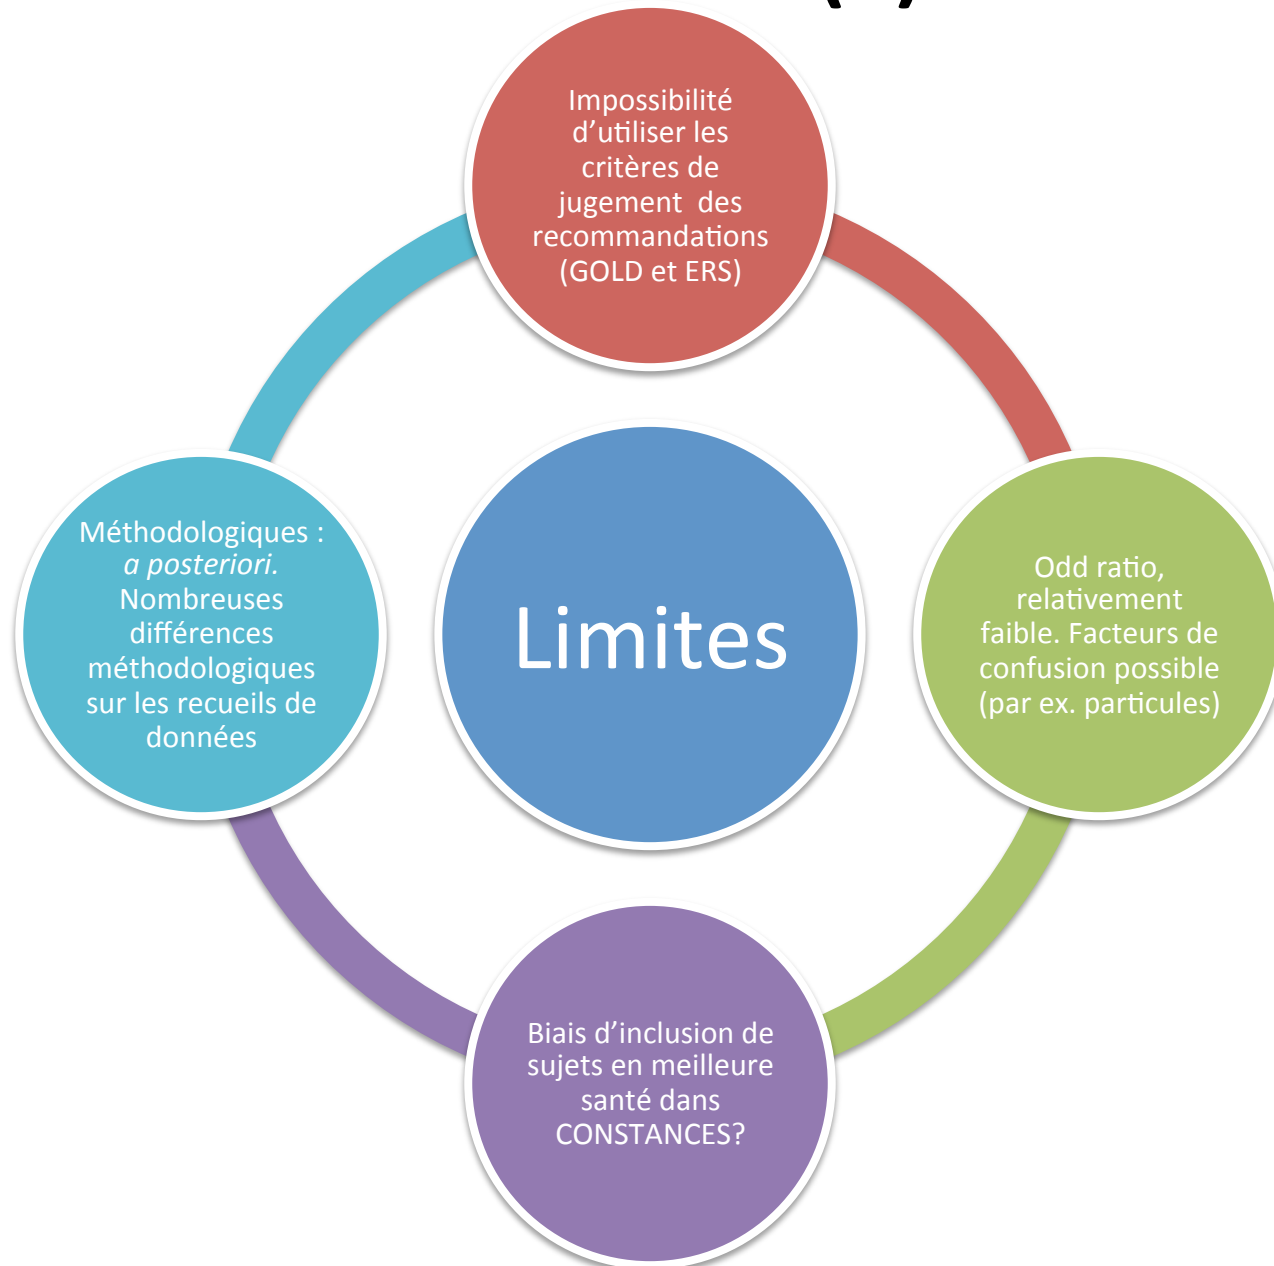 Impossibilité
d’utiliser les
critères de
jugement  des
recommandations
(GOLD et ERS)
Méthodologiques :
a posteriori.
Nombreuses
différences
méthodologiques
sur les recueils de
données
Limites
Odd ratio,
relativement
faible. Facteurs de
confusion possible
(par ex. particules)
Biais d’inclusion de
sujets en meilleure
santé dans
CONSTANCES?